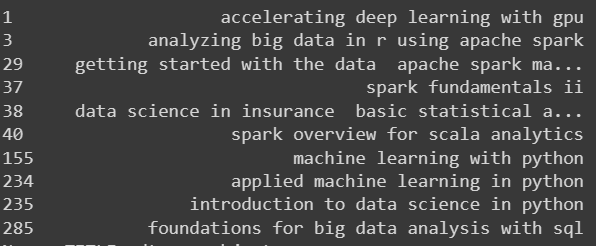 1 accelerating deep learning with gpu
3 analyzing big data in r using apache spark
29 getting started with the data  apache spark ma...
37 spark fundamentals ii
38 data science in insurance  basic statistical a...
40 spark overview for scala analytics
155 machine learning with python
234 applied machine learning in python
235 introduction to data science in python
285 foundations for big data analysis with sql